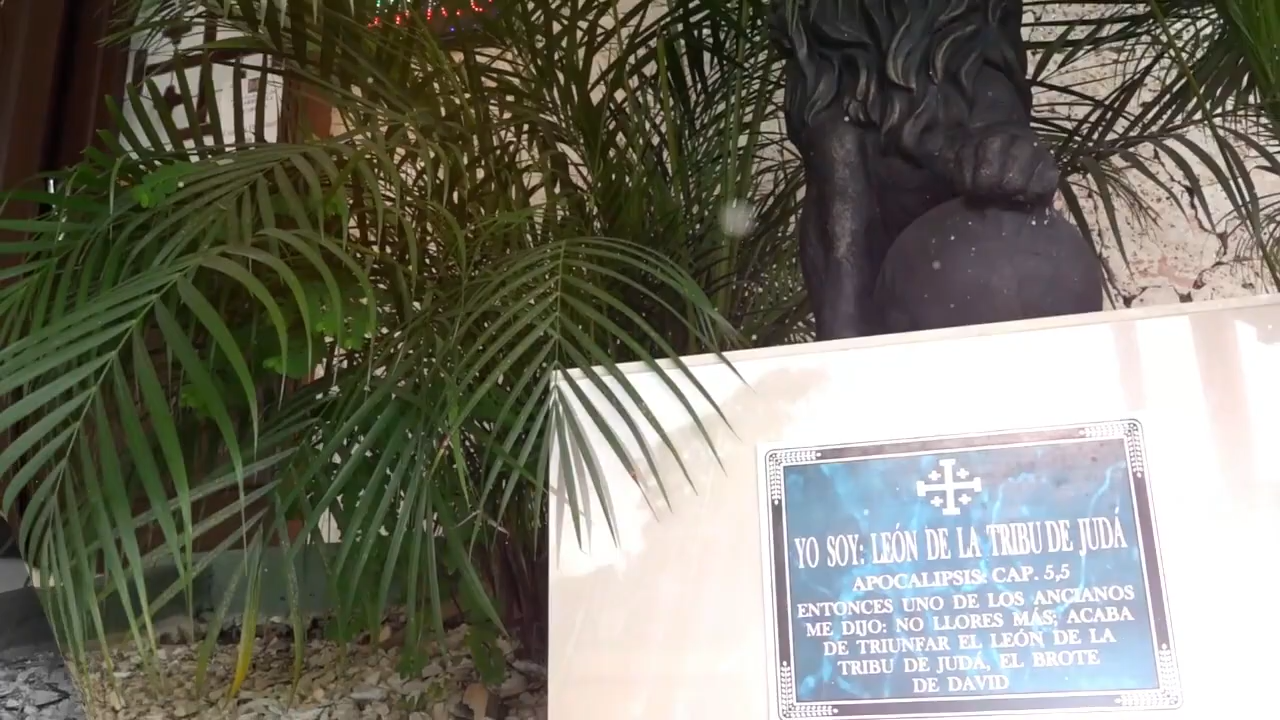 YO SOY: LEÓN DE LA TRIBU DE JUDÁ
APOCALIPSIS: CAP. 5,5
ENTONCES UNO DE LOS ANCIANOS
ME DIJO: NO LLORES MÁS; ACABA
DE TRIUNFAR EL LEÓN DE LA
TRIBU DE JUDÁ, EL BROTE
DE DAVID